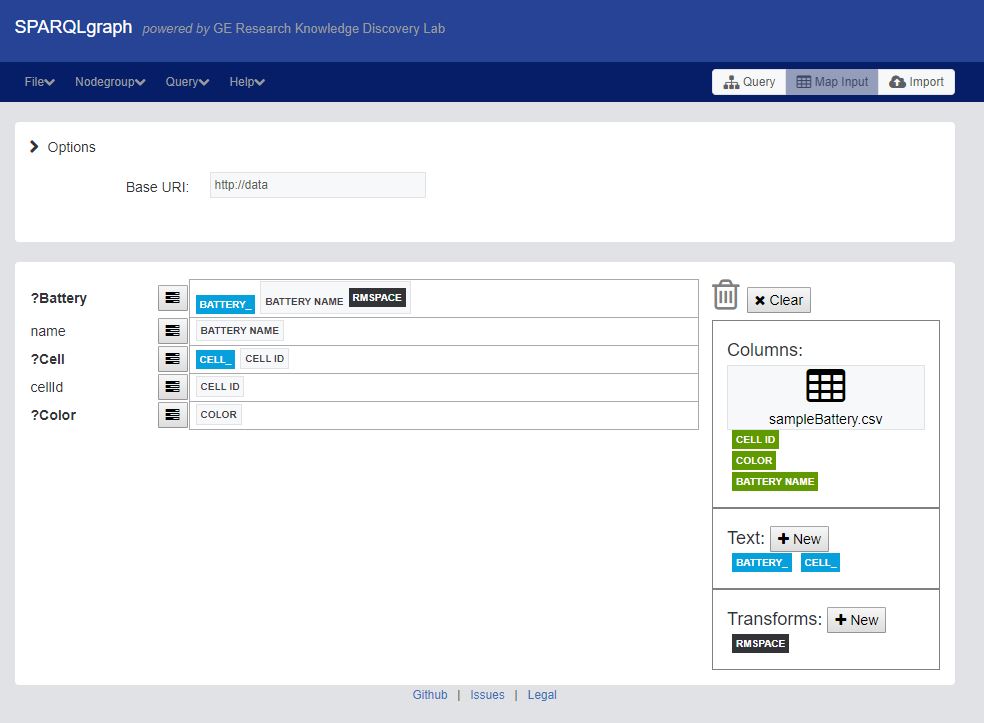 SPARQLgraph powered by GE Research Knowledge Discovery Lab
File Nodegroup Query Help Query Map Input Import
Options
Base URI: http://data
?Battery BATTERY_ BATTERY NAME RMSPACE
name BATTERY NAME
?Cell CELL_ CELL ID
cellId CELL ID
?Color COLOR
Clear
Columns:
sampleBattery.csv
CELL ID
COLOR
BATTERY NAME
Text: New
BATTERY_ CELL_
Transforms: New
RMSPACE
Github | Issues | Legal